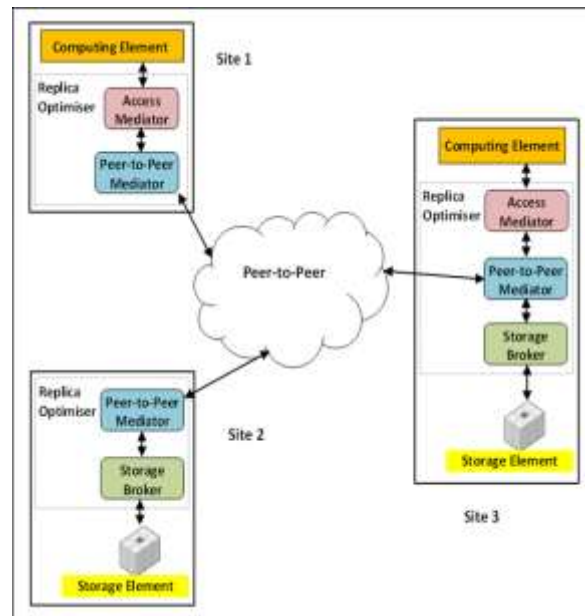 Computing Element
Site 1
Replica
Optimiser
Access
Mediator
Peer-to-Peer
Mediator
Peer-to-Peer
Computing Element
Replica
Optimiser
Access
Mediator
Peer-to-Peer
Mediator
Storage
Broker
Storage Element
Site 3
Replica
Optimiser
Peer-to-Peer
Mediator
Site 2
Storage
Broker
Storage Element